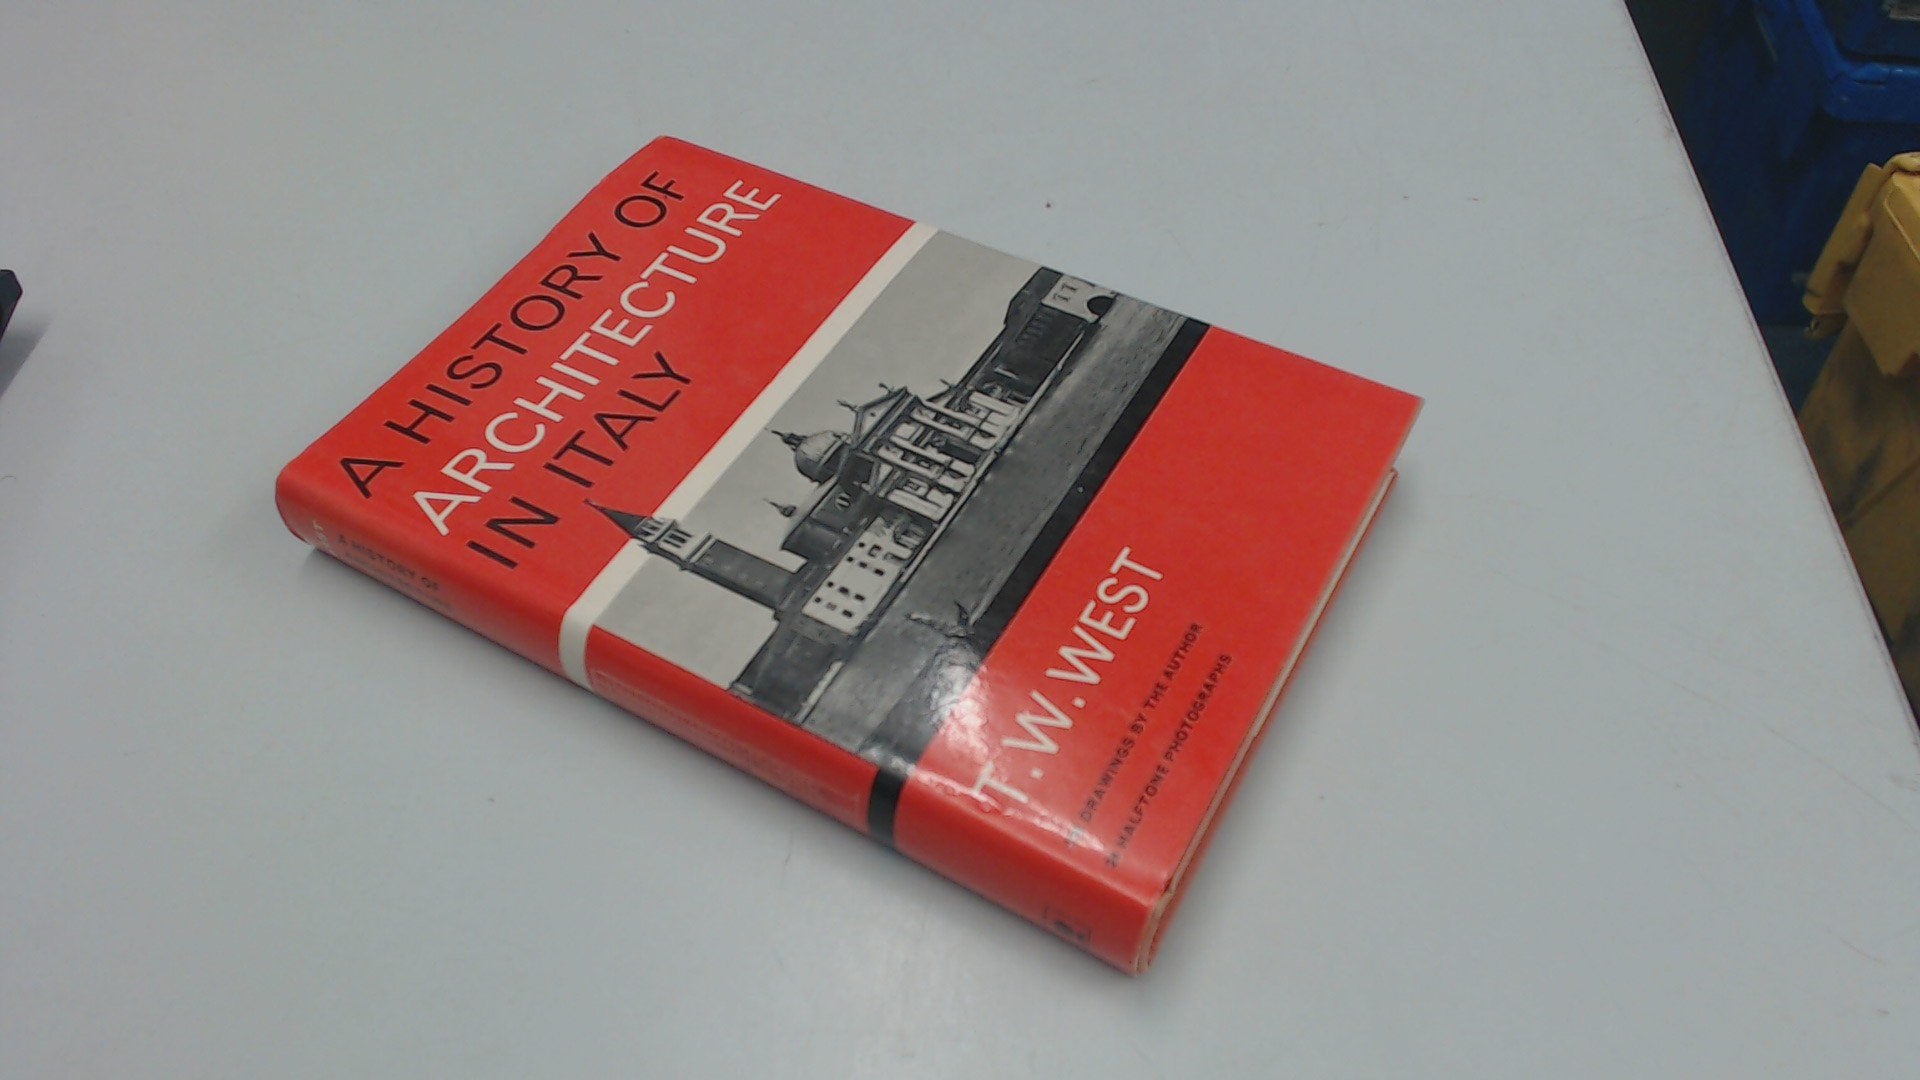 A HISTORY OF
ARCHITECTURE
IN ITALY
T.W.WEST
DRAWINGS BY THE AUTHOR
HALFTONE PHOTOGRAPHS
A HISTORY OF